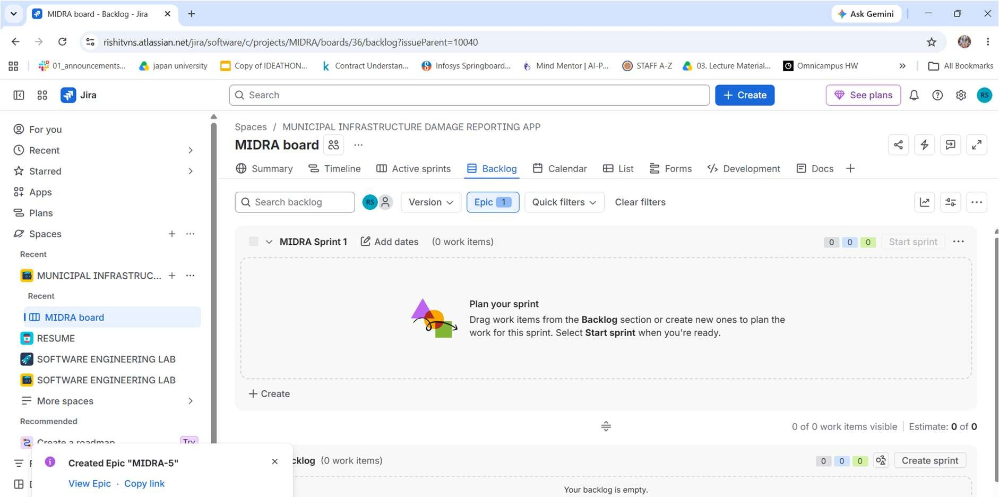 MIDRA board - Backlog - Jira
Ask Gemini
rishitvns.atlassian.net/jira/software/c/projects/MIDRA/boards/36/backlog?issueParent=10040
01_announcements...
japan university
Copy of IDEATHON...
Contract Understan...
Infosys Springboard...
Mind Mentor | AI-P...
STAFF A-Z
03. Lecture Material...
Omnicampus HW
All Bookmarks
Jira
Search
Create
See plans
RS
For you
Recent
Starred
Apps
Plans
Spaces
Recent
MUNICIPAL INFRASTRUC...
Recent
MIDRA board
RESUME
SOFTWARE ENGINEERING LAB
SOFTWARE ENGINEERING LAB
More spaces
Recommended
Create a roadmap Try
Spaces / MUNICIPAL INFRASTRUCTURE DAMAGE REPORTING APP
MIDRA board
Summary Timeline Active sprints Backlog Calendar List Forms Development Docs
Search backlog RS Version Epic 1 Quick filters Clear filters
MIDRA Sprint 1 Add dates (0 work items) 0 0 0 Start sprint
Plan your sprint
Drag work items from the Backlog section or create new ones to plan the
work for this sprint. Select Start sprint when you're ready.
Create
0 of 0 work items visible Estimate: 0 of 0
cklog (0 work items) 0 0 0 Create sprint
Your backlog is empty.
Created Epic "MIDRA-5"
View Epic · Copy link